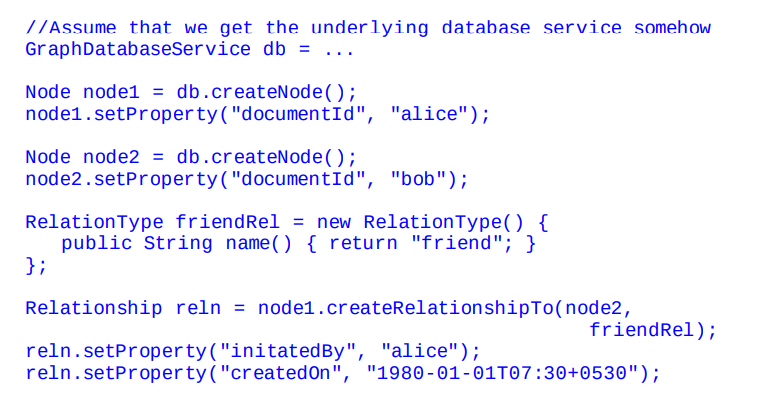 //Assume that we get the underlying database service somehow
GraphDatabaseService db = ...
Node node1 = db.createNode();
node1.setProperty("documentId", "alice");
Node node2 = db.createNode();
node2.setProperty("documentId", "bob");
RelationType friendRel = new RelationType() {
public String name() { return "friend"; }
};
Relationship reln = node1.createRelationshipTo(node2,
friendRel);
reln.setProperty("initatedBy", "alice");
reln.setProperty("createdOn", "1980-01-01T07:30+0530");